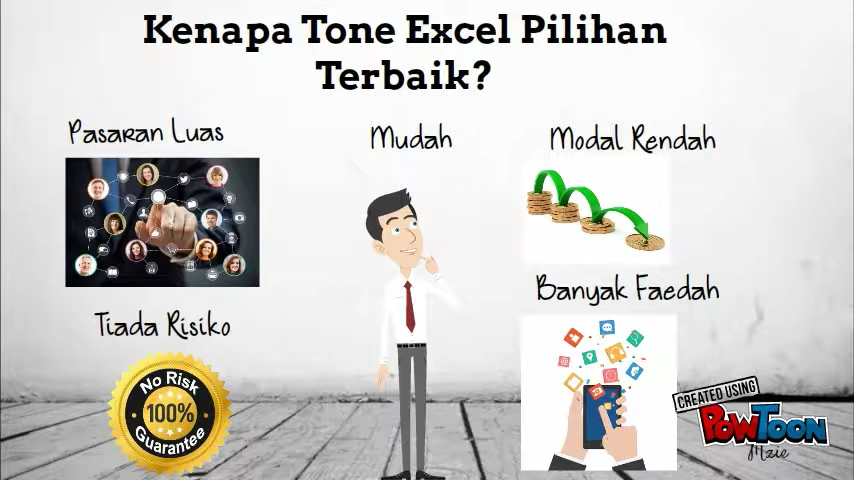 Kenapa Tone Excel Pilihan
Terbaik?
Pasaran Luas
Mudah
Modal Rendah
Banyak Faedah
Tiada Risiko
No Risk
100%
Guarantee
CREATED USING
POWTOON
Mzie